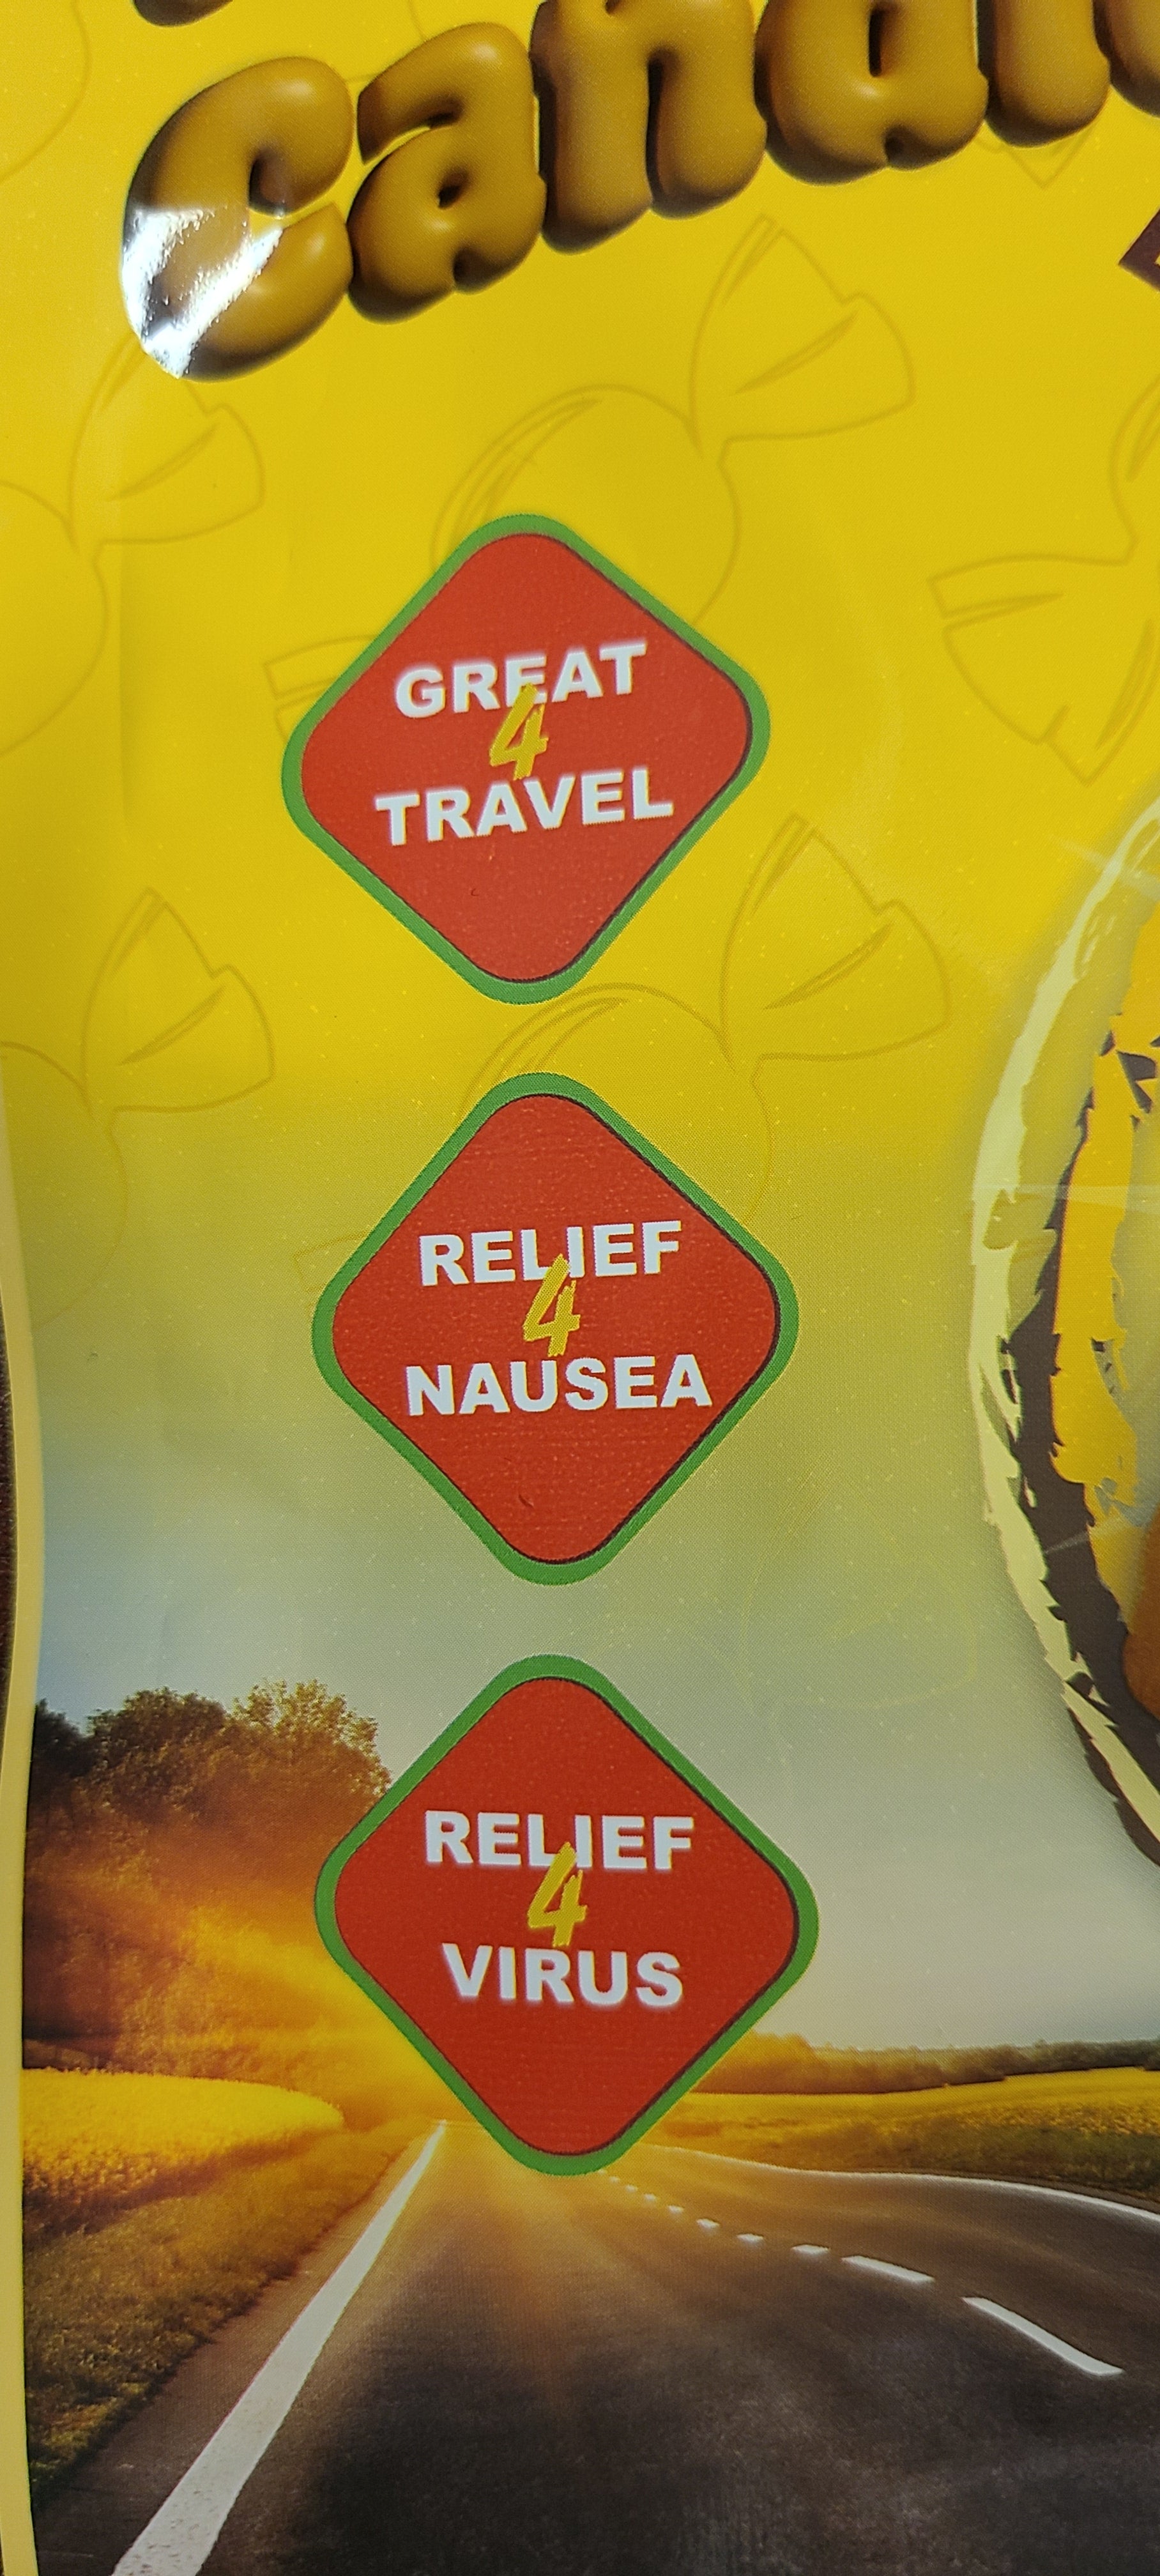 GREAT
4
TRAVEL
RELIEF
4
NAUSEA
RELIEF
4
VIRUS